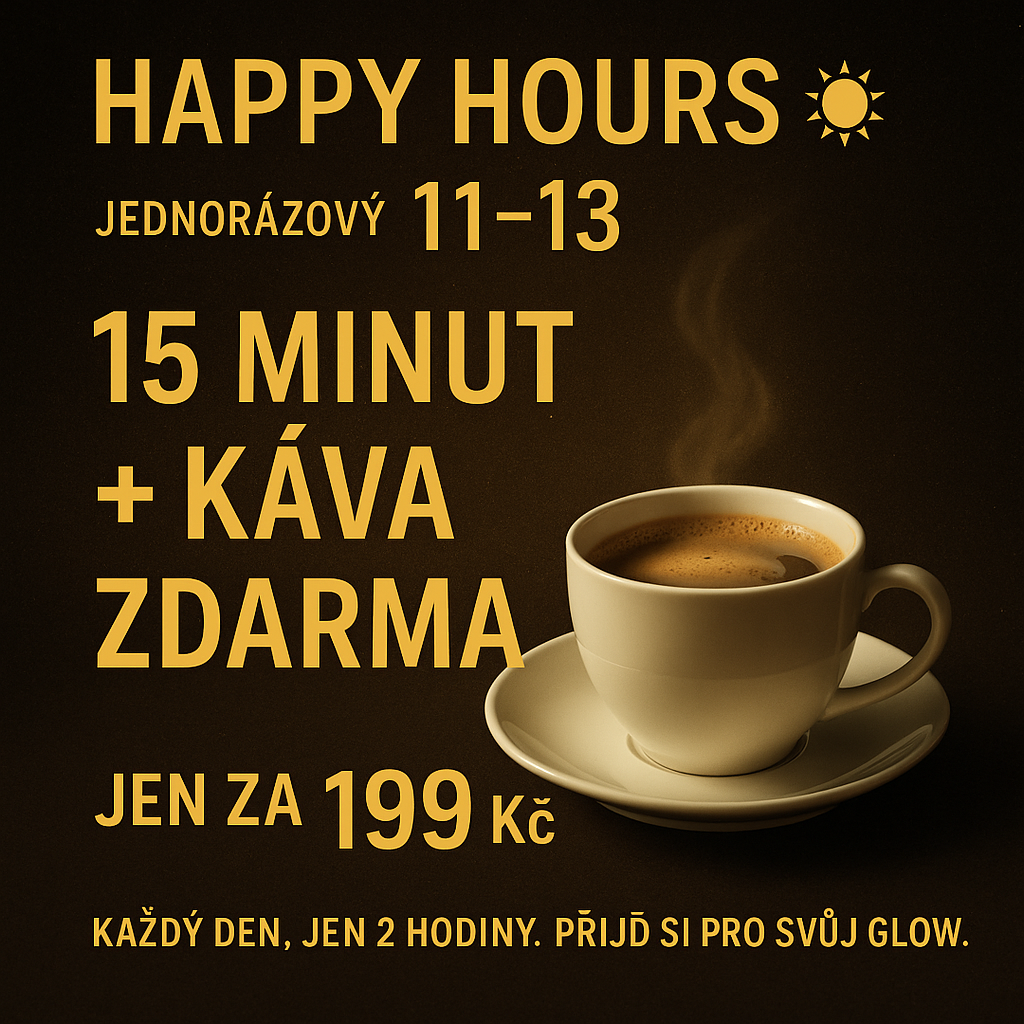 HAPPY HOURS
JEDNORÁZOVÝ 11–13
15 MINUT
+ KÁVA
ZDARMA
JEN ZA 199 Kč
KAŽDÝ DEN, JEN 2 HODINY. PŘIJĎ SI PRO SVŮJ GLOW.